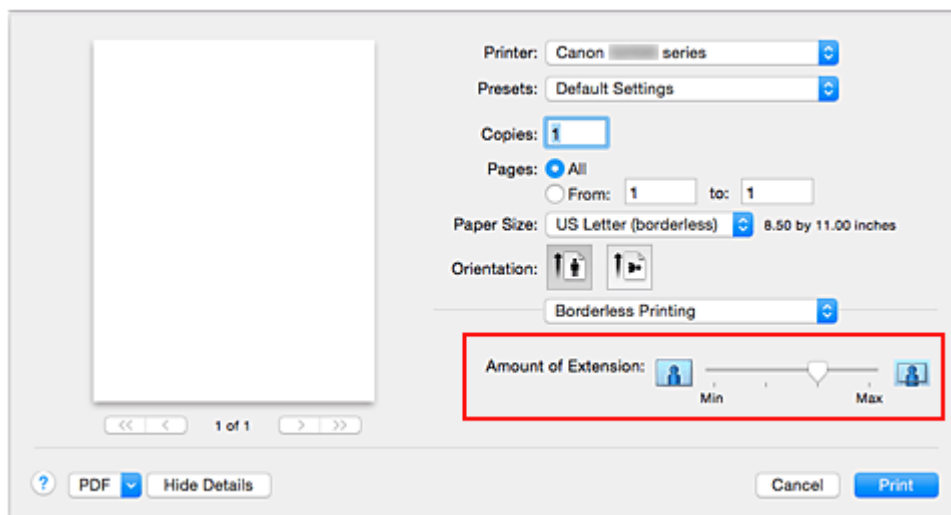 Printer: Canon series
Presets: Default Settings
Copies: 1
Pages: All
From: 1 to: 1
Paper Size: US Letter (borderless) 8.50 by 11.00 inches
Orientation:
Borderless Printing
Amount of Extension:
Min Max
<< < 1 of 1 > >>
? PDF Hide Details Cancel Print